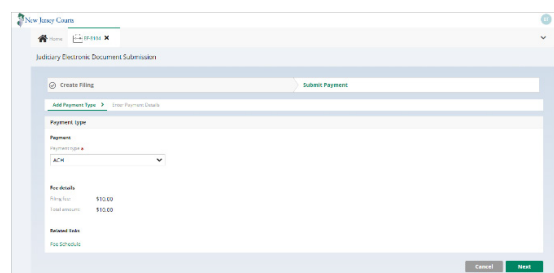 New Jersey Courts
Home
EF-1154
Judiciary Electronic Document Submission
Create Filing
Submit Payment
Add Payment Type
Enter Payment Details
Payment Type
Payment
Payment type
ACH
Fee details
Filing fee: $10.00
Total amount: $10.00
Related links
Fee Schedule
Cancel
Next